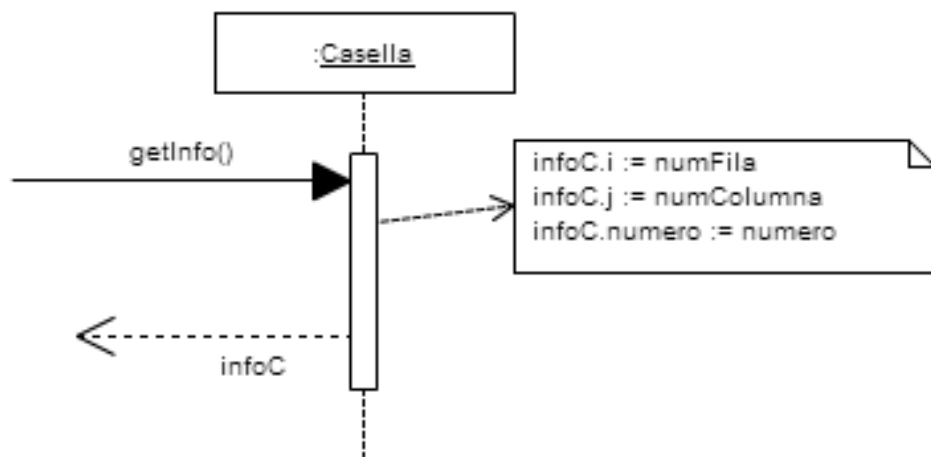 :Casella
getInfo()
infoC.i := numFila
infoC.j := numColumna
infoC.numero := numero
infoC